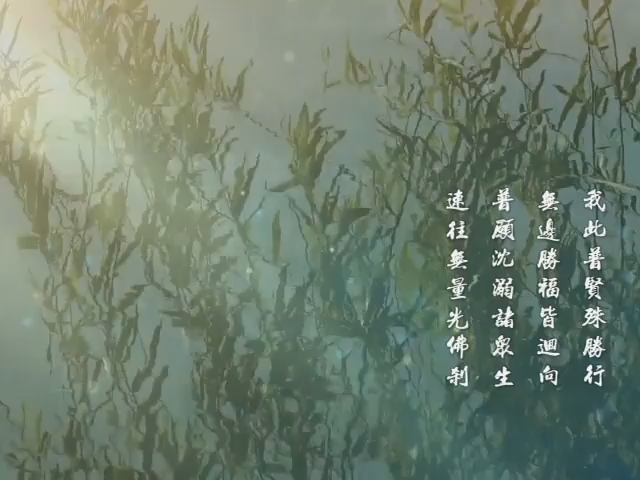 我此普賢殊勝行
無邊勝福皆迴向
普願沈溺諸眾生
速往無量光佛剎